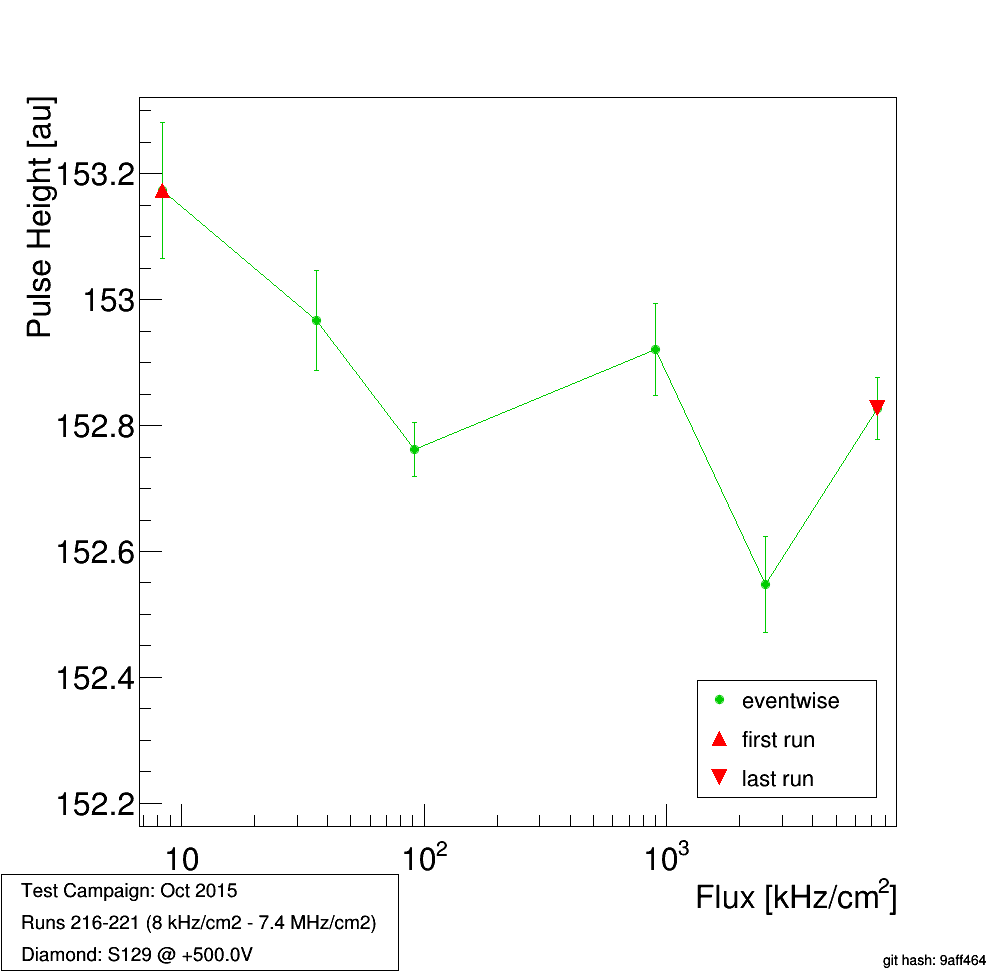 Pulse Height [au]
153.2
153
152.8
152.6
152.4
152.2
eventwise
first run
last run
10
10²
10³
Flux [kHz/cm²]
Test Campaign: Oct 2015
Runs 216-221 (8 kHz/cm2 - 7.4 MHz/cm2)
Diamond: S129 @ +500.0V
git hash: 9aff464